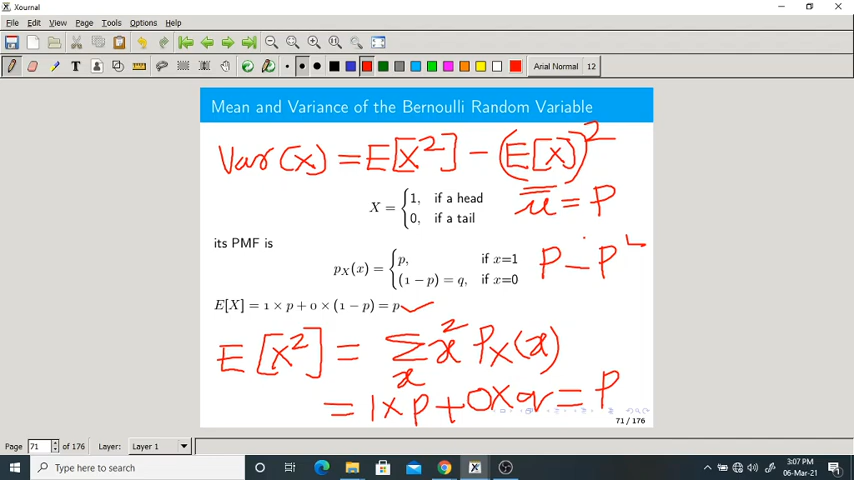 Xournal
File Edit View Page Tools Options Help
Arial Normal 12
Mean and Variance of the Bernoulli Random Variable
Var(x) = E[X²] - (E[X])²
X = { 1, if a head
0, if a tail
u = P
its PMF is
pX(x) = { p, if x=1
(1 − p) = q, if x=0
P - P²
E[X] = 1 × p + 0 × (1 − p) = p ✓
E[X²] = Σx x² PX(x)
= 1 x p + 0 x q = P
71 / 176
Page 71 of 176 Layer: Layer 1
Type here to search
3:07 PM
06-Mar-21